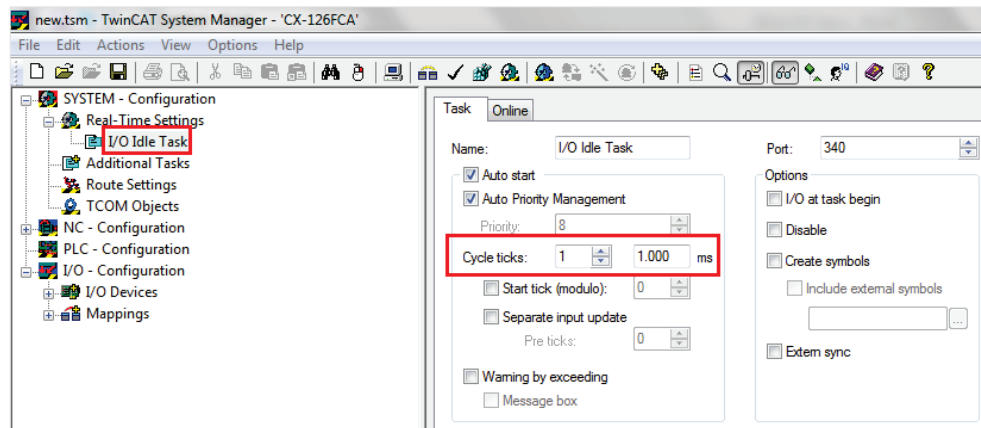 new.tsm - TwinCAT System Manager - 'CX-126FCA'
File Edit Actions View Options Help
SYSTEM - Configuration
Real-Time Settings
I/O Idle Task
Additional Tasks
Route Settings
TCOM Objects
NC - Configuration
PLC - Configuration
I/O - Configuration
I/O Devices
Mappings
Task Online
Name: I/O Idle Task
Auto start
Auto Priority Management
Priority: 8
Cycle ticks: 1 1.000 ms
Start tick (modulo): 0
Separate input update
Pre ticks: 0
Warning by exceeding
Message box
Port: 340
Options
I/O at task begin
Disable
Create symbols
Include external symbols
...
Extern sync